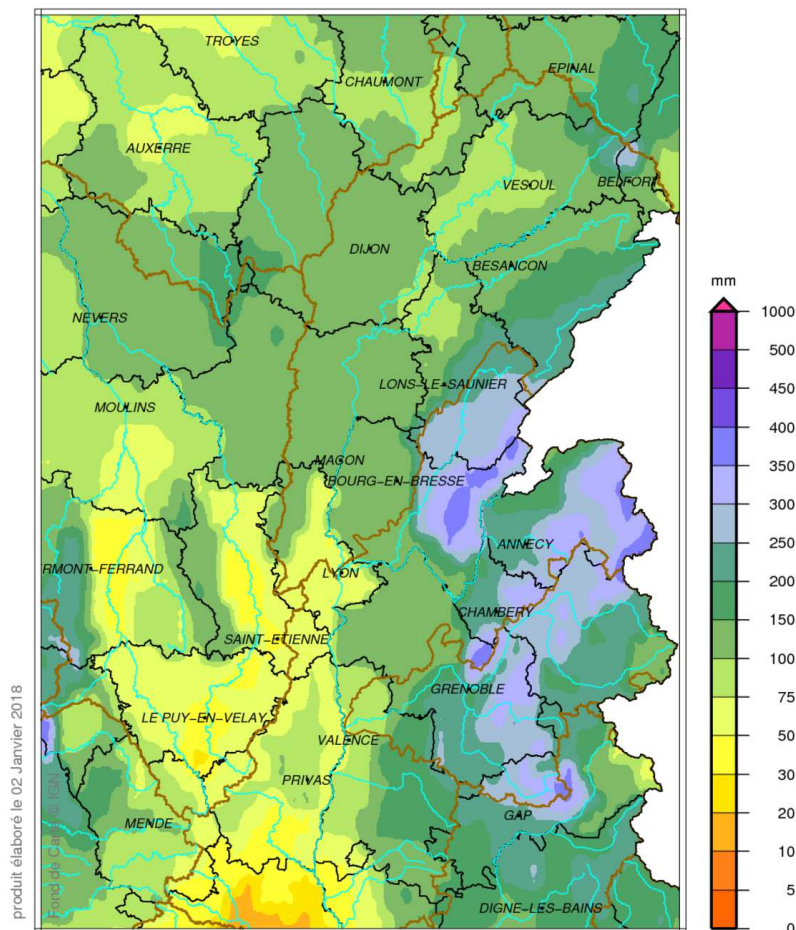 TROYES
EPINAL
CHAUMONT
AUXERRE
VESOUL
BELFORT
DIJON
BESANCON
NEVERS
LONS-LE-SAUNIER
MOULINS
MACON
BOURG-EN-BRESSE
ANNECY
RMONT-FERRAND
LYON
CHAMBERY
SAINT-ETIENNE
GRENOBLE
LE PUY-EN-VELAY
VALENCE
PRIVAS
GAP
MENDE
DIGNE-LES-BAINS
mm
1000
500
450
400
350
300
250
200
150
100
75
50
30
20
10
5
0
produit élaboré le 02 Janvier 2018
Fond de Carte © IGN